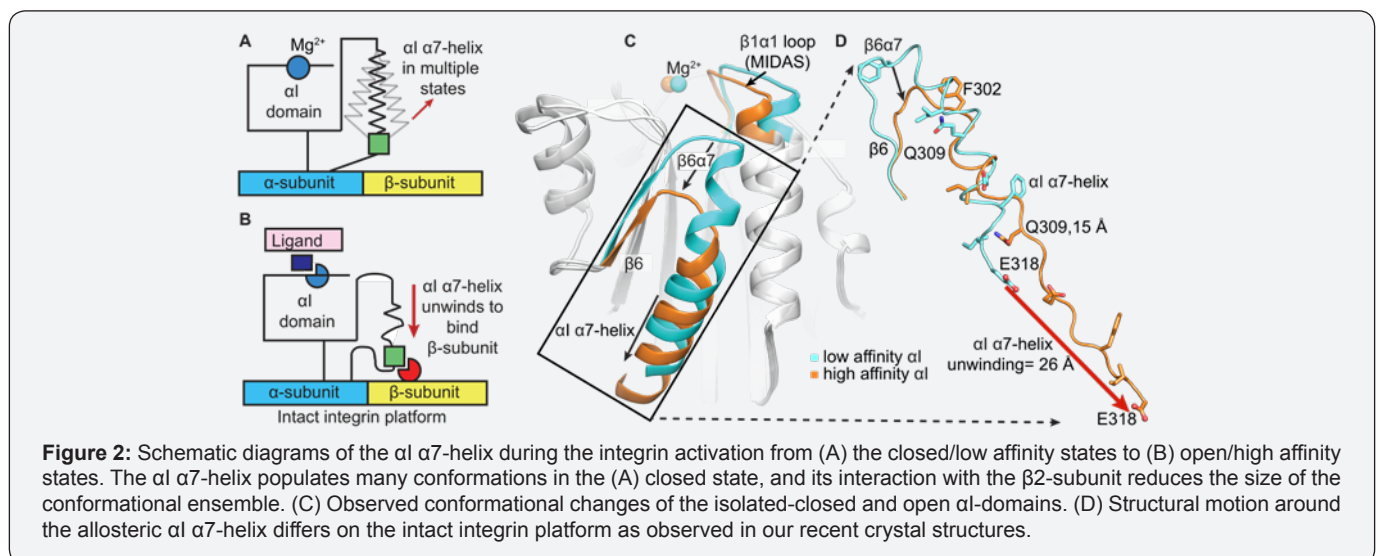 A
Mg²⁺
αI
domain
αI α7-helix
in multiple
states
α-subunit
β-subunit
B
Ligand
αI
domain
αI α7-helix
unwinds to
bind
β-subunit
α-subunit
β-subunit
Intact integrin platform
C
Mg²⁺
β1α1 loop
(MIDAS)
β6α7
β6
αI α7-helix
low affinity αI
high affinity αI
D
β6α7
F302
β6
Q309
αI α7-helix
Q309,15 Å
E318
αI α7-helix
unwinding= 26 Å
E318
Figure 2: Schematic diagrams of the αI α7-helix during the integrin activation from (A) the closed/low affinity states to (B) open/high affinity
states. The αI α7-helix populates many conformations in the (A) closed state, and its interaction with the β2-subunit reduces the size of the
conformational ensemble. (C) Observed conformational changes of the isolated-closed and open αI-domains. (D) Structural motion around
the allosteric αI α7-helix differs on the intact integrin platform as observed in our recent crystal structures.